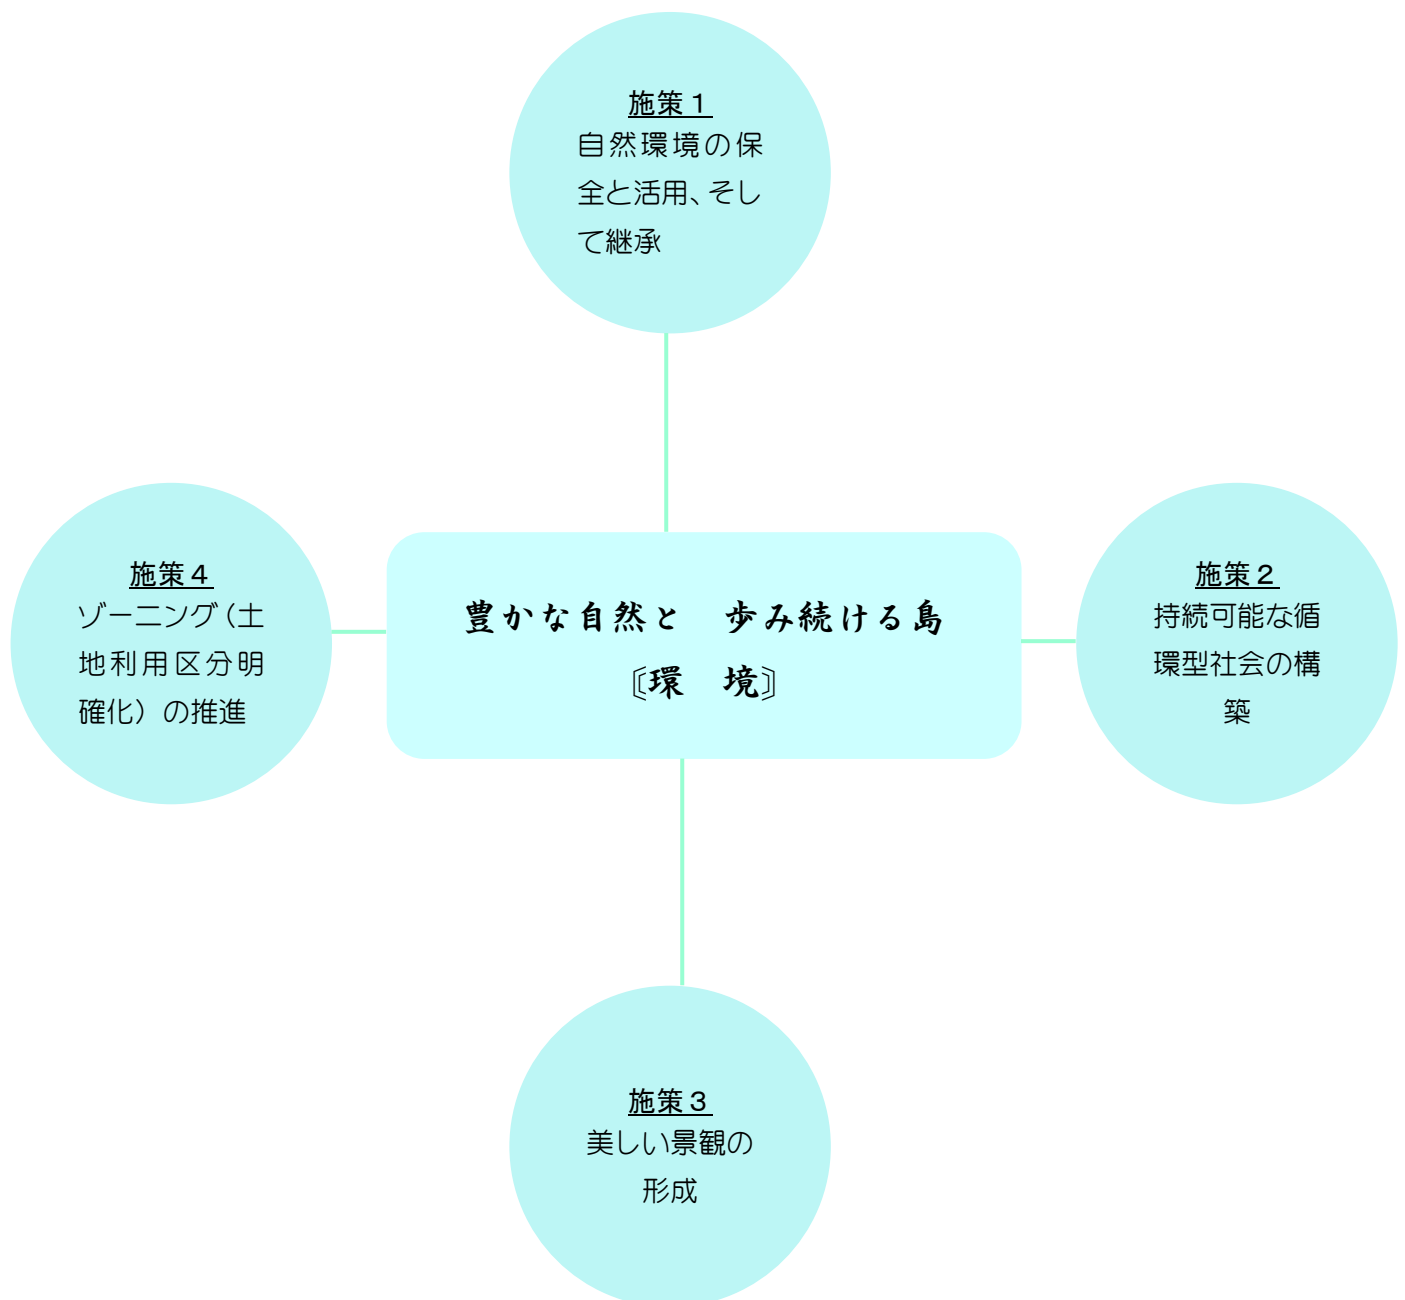 施策１
自然環境の保
全と活用、そし
て継承
施策４
ゾーニング（土
地利用区分明
確化）の推進
豊かな自然と　歩み続ける島
〘環　境〙
施策２
持続可能な循
環型社会の構
築
施策３
美しい景観の
形成